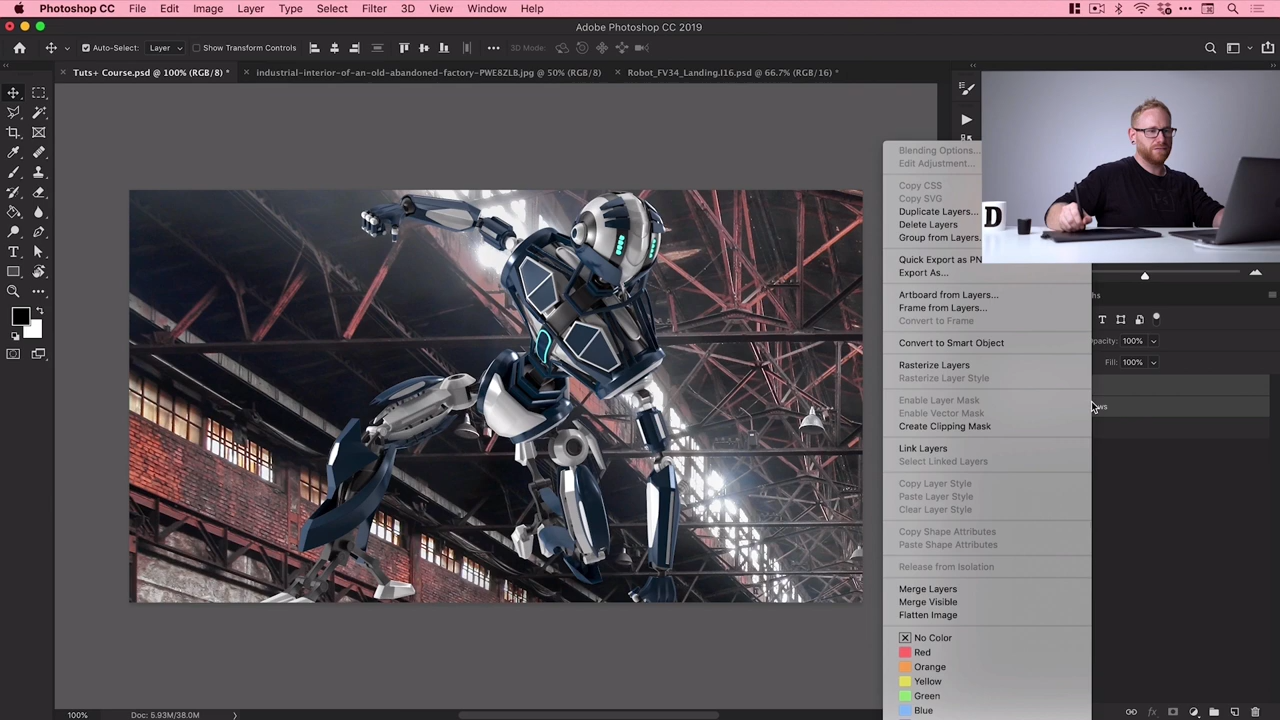 Photoshop CC File Edit Image Layer Type Select Filter 3D View Window Help
Adobe Photoshop CC 2019
Auto-Select: Layer Show Transform Controls 3D Mode:
Tuts+ Course.psd @ 100% (RGB/8) * industrial-interior-of-an-old-abandoned-factory-PWE8ZLB.jpg @ 50% (RGB/8) Robot_FV34_Landing.I16.psd @ 66.7% (RGB/16) *
Blending Options...
Edit Adjustment...
Copy CSS
Copy SVG
Duplicate Layers...
Delete Layers
Group from Layers...
Quick Export as PN
Export As...
Artboard from Layers...
Frame from Layers...
Convert to Frame
Convert to Smart Object
Rasterize Layers
Rasterize Layer Style
Enable Layer Mask
Enable Vector Mask
Create Clipping Mask
Link Layers
Select Linked Layers
Copy Layer Style
Paste Layer Style
Clear Layer Style
Copy Shape Attributes
Paste Shape Attributes
Release from Isolation
Merge Layers
Merge Visible
Flatten Image
No Color
Red
Orange
Yellow
Green
Blue
D
hs
T
pacity: 100%
Fill: 100%
ws
100% Doc: 5.93M/38.0M
fx